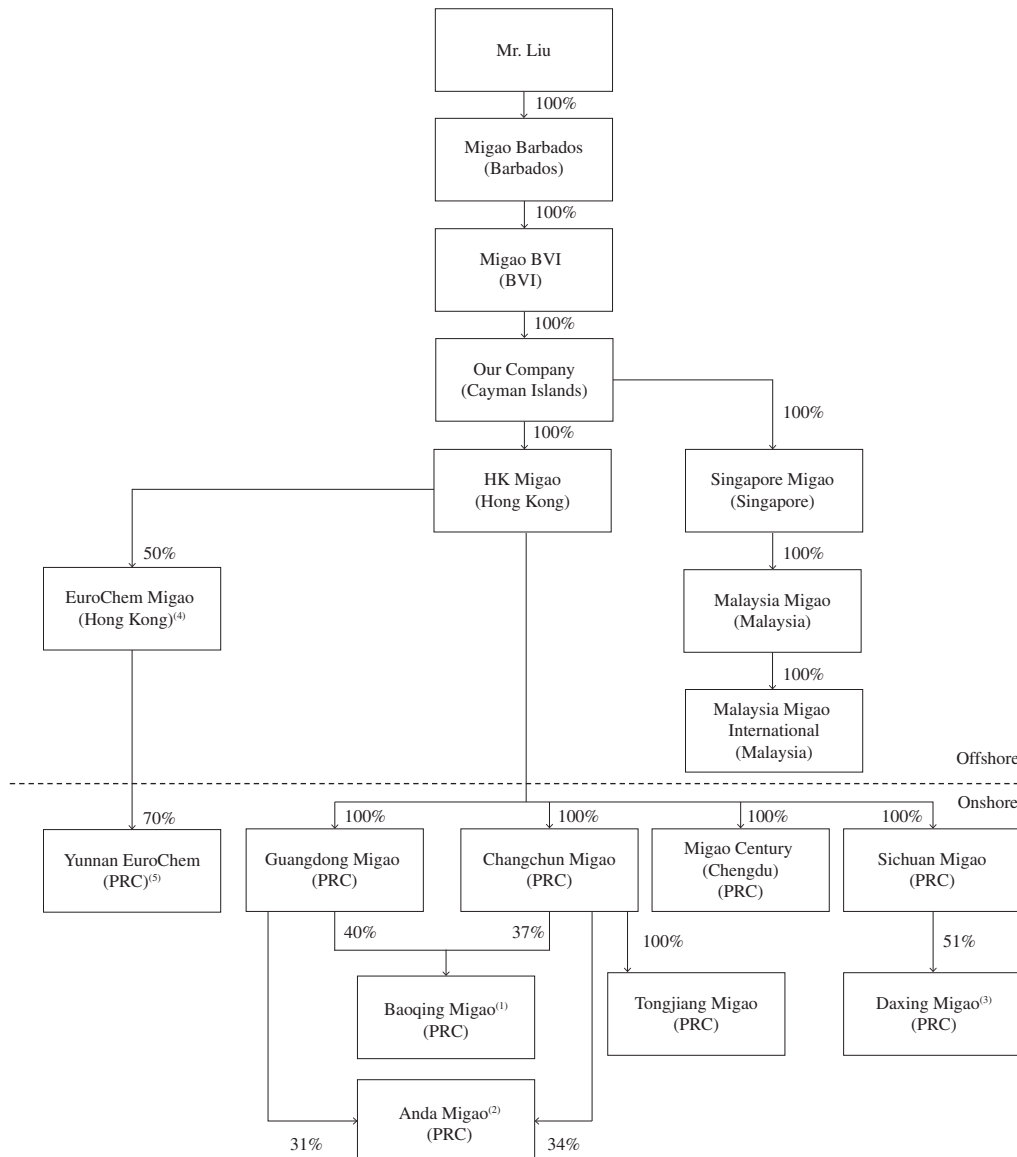 Mr. Liu
100%
Migao Barbados
(Barbados)
100%
Migao BVI
(BVI)
100%
Our Company
(Cayman Islands)
100%
100%
HK Migao
(Hong Kong)
Singapore Migao
(Singapore)
50%
100%
EuroChem Migao
(Hong Kong)(4)
Malaysia Migao
(Malaysia)
100%
Malaysia Migao
International
(Malaysia)
Offshore
Onshore
70%
100%
100%
100%
100%
Yunnan EuroChem
(PRC)(5)
Guangdong Migao
(PRC)
Changchun Migao
(PRC)
Migao Century
(Chengdu)
(PRC)
Sichuan Migao
(PRC)
40%
37%
100%
51%
Baoqing Migao(1)
(PRC)
Tongjiang Migao
(PRC)
Daxing Migao(3)
(PRC)
Anda Migao(2)
(PRC)
31%
34%